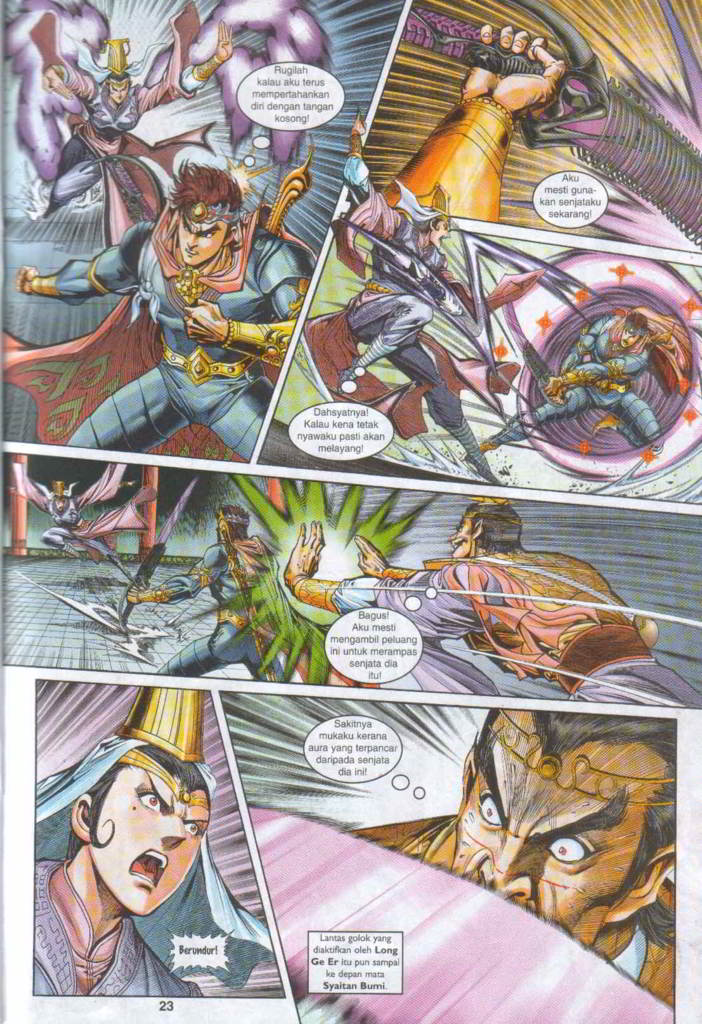 Rugilah
kalau aku terus
mempertahankan
diri dengan tangan
kosong!
Aku
mesti guna-
kan senjataku
sekarang!
Dahsyatnya!
Kalau kena tetak
nyawaku pasti akan
melayang!
Bagus!
Aku mesti
mengambil peluang
ini untuk merampas
senjata dia
itu!
Sakitnya
mukaku kerana
aura yang terpancar
daripada senjata
dia ini!
Berundur!
Lantas golok yang
diaktifkan oleh Long
Ge Er itu pun sampai
ke depan mata
Syaitan Bumi.
23